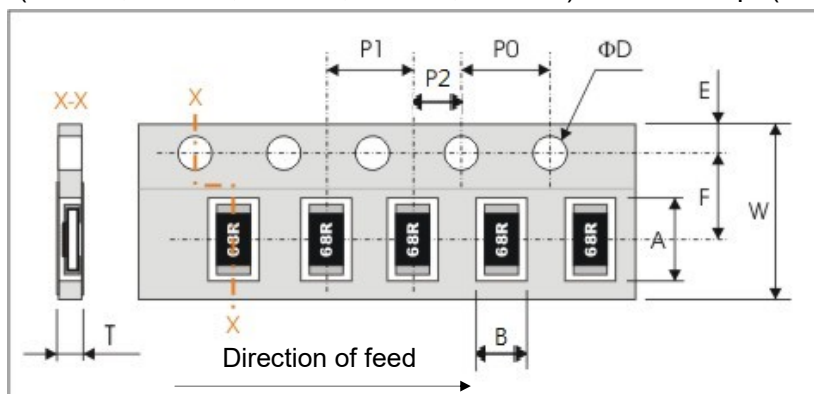 P1
P0
ΦD
P2
E
X-X
X
F
W
68R
68R
68R
68R
68R
A
X
T
B
Direction of feed